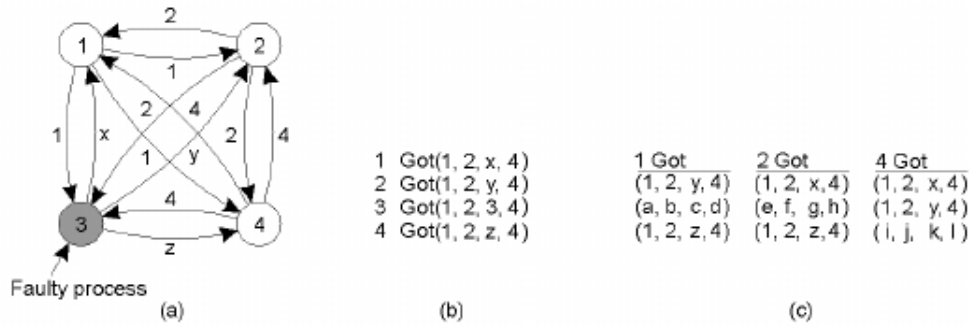 2
1
2
1
2
4
1
x
2
4
1
y
4
3
4
z
Faulty process
(a)
1 Got(1, 2, x, 4)
2 Got(1, 2, y, 4)
3 Got(1, 2, 3, 4)
4 Got(1, 2, z, 4)
(b)
1 Got
(1, 2, y, 4)
(a, b, c, d)
(1, 2, z, 4)
2 Got
(1, 2, x, 4)
(e, f, g, h)
(1, 2, z, 4)
4 Got
(1, 2, x, 4)
(1, 2, y, 4)
(i, j, k, l)
(c)